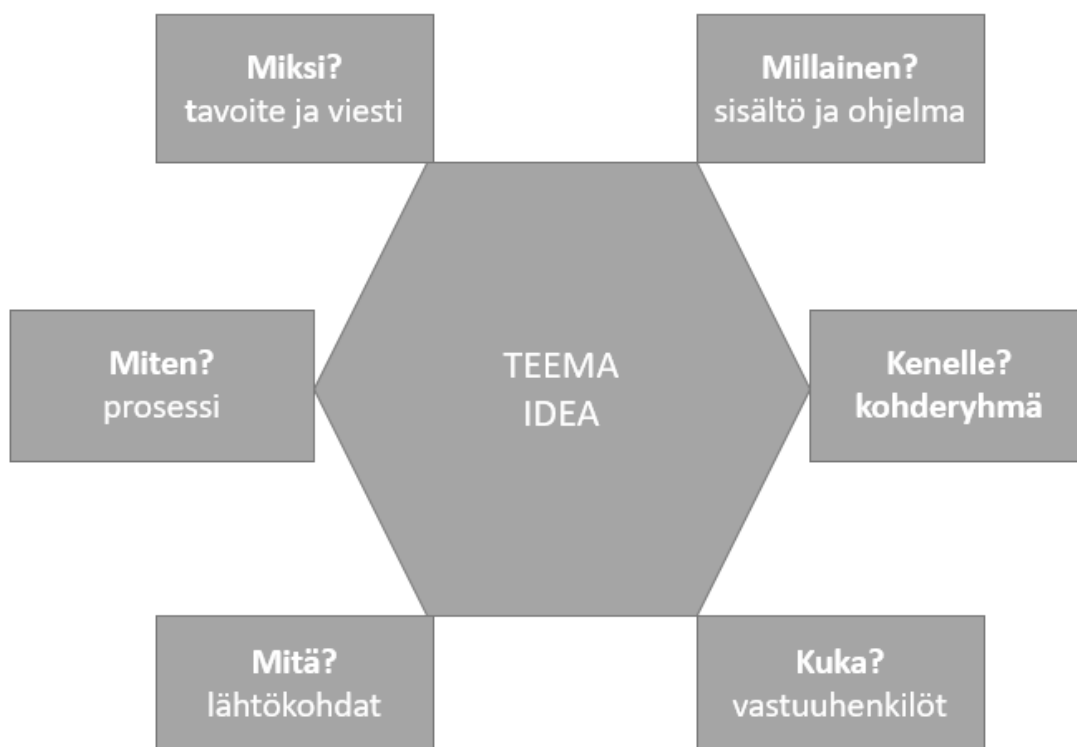 Miksi?
tavoite ja viesti
Millainen?
sisältö ja ohjelma
Miten?
prosessi
TEEMA
IDEA
Kenelle?
kohderyhmä
Mitä?
lähtökohdat
Kuka?
vastuuhenkilöt